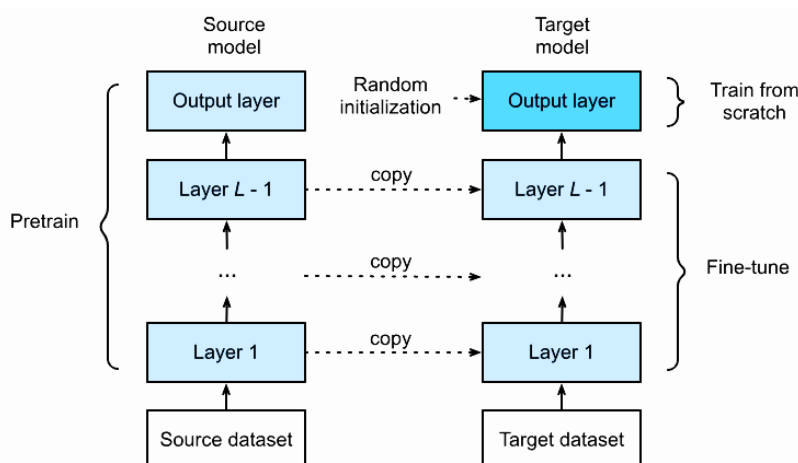 Source
model
Target
model
Output layer
Random
initialization
Output layer
Train from
scratch
Layer L - 1
copy
Layer L - 1
Pretrain
...
copy
...
Fine-tune
Layer 1
copy
Layer 1
Source dataset
Target dataset